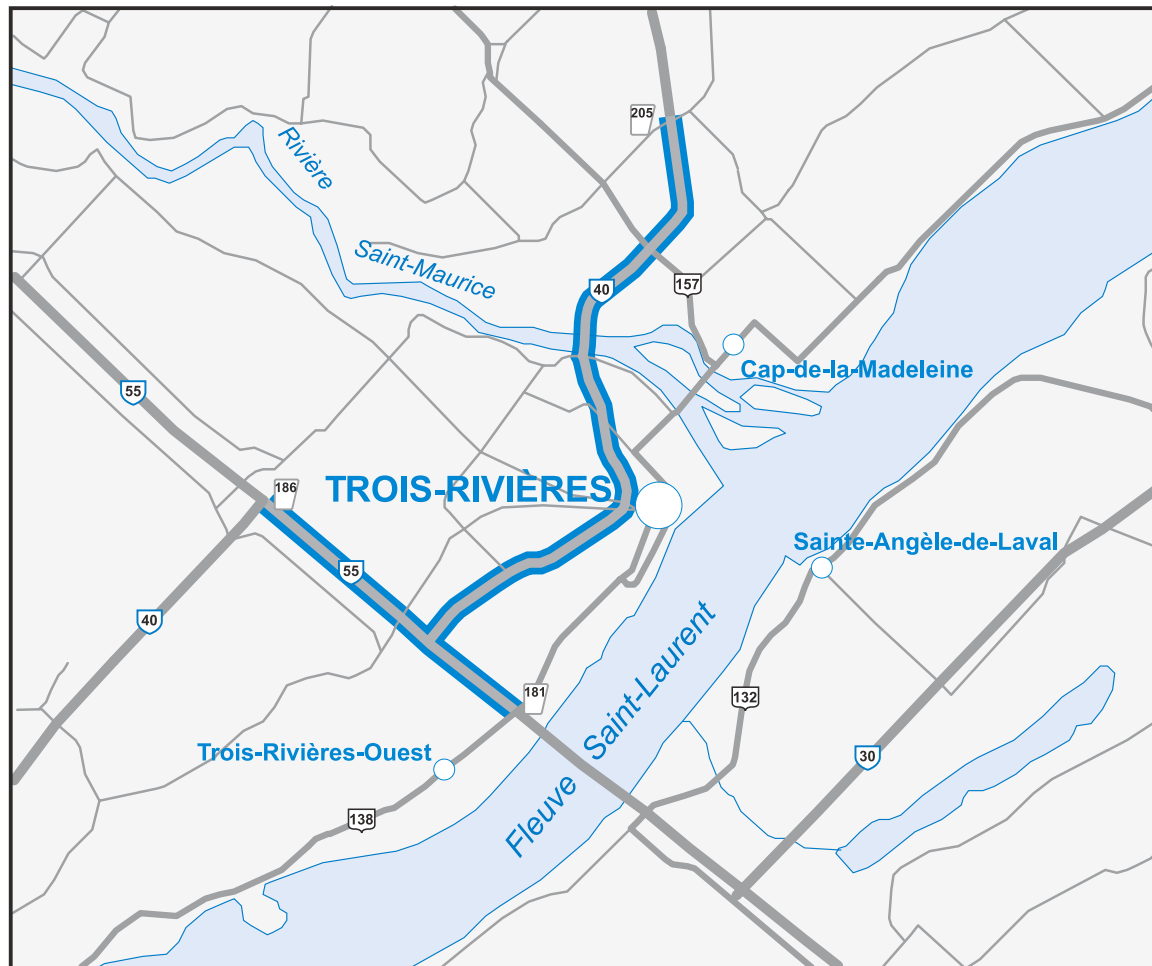 205
Rivière
Saint-Maurice
157
40
Cap-de-la-Madeleine
55
186
TROIS-RIVIÈRES
Sainte-Angèle-de-Laval
55
40
181
132
Fleuve Saint-Laurent
Trois-Rivières-Ouest
30
138